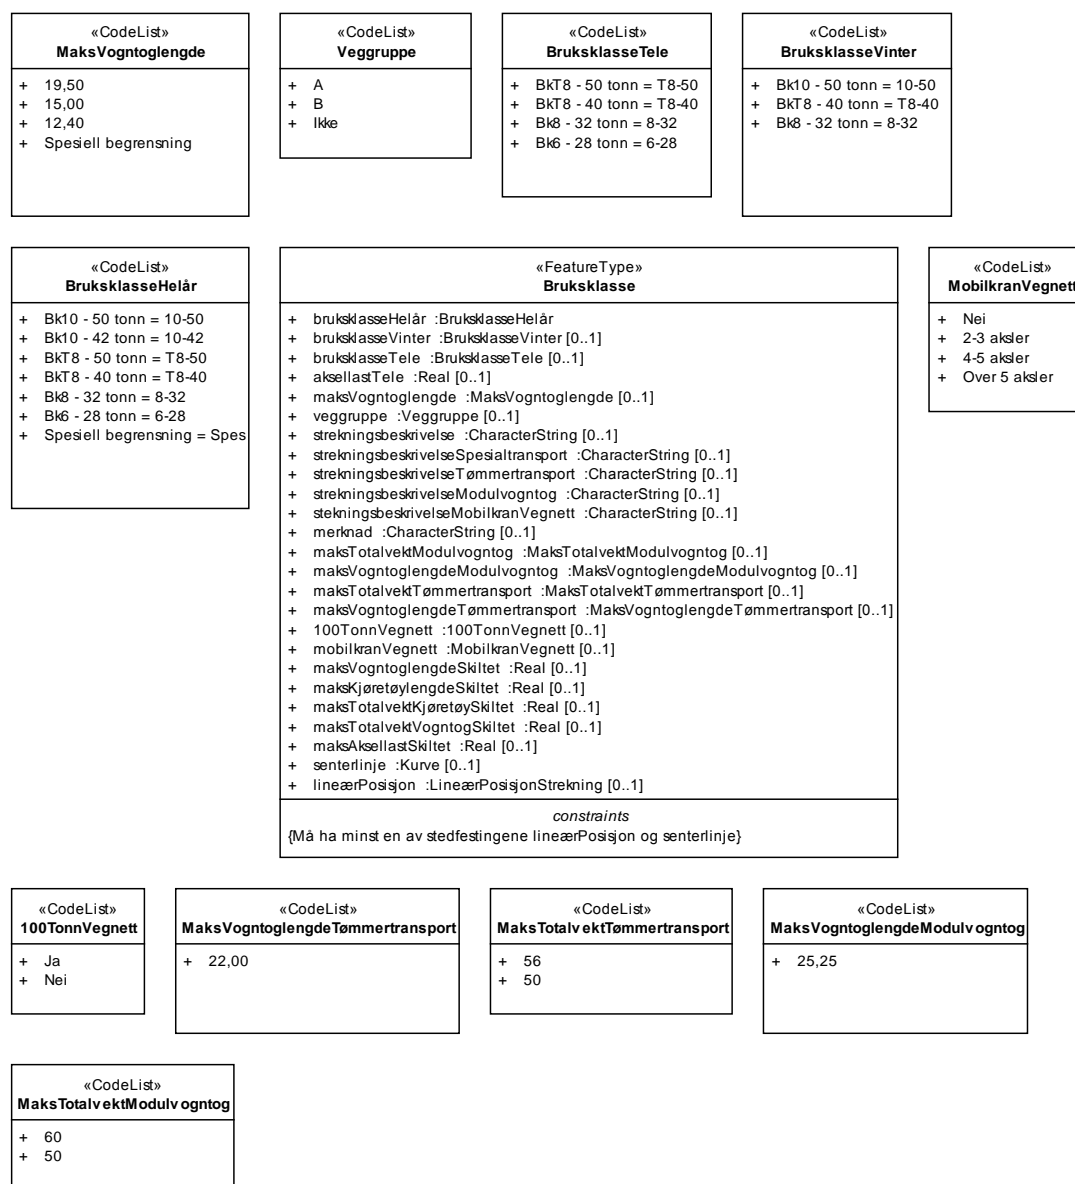 «CodeList»
MaksVogntoglengde
+ 19,50
+ 15,00
+ 12,40
+ Spesiell begrensning
«CodeList»
Veggruppe
+ A
+ B
+ Ikke
«CodeList»
BruksklasseTele
+ BkT8 - 50 tonn = T8-50
+ BkT8 - 40 tonn = T8-40
+ Bk8 - 32 tonn = 8-32
+ Bk6 - 28 tonn = 6-28
«CodeList»
BruksklasseVinter
+ Bk10 - 50 tonn = 10-50
+ BkT8 - 40 tonn = T8-40
+ Bk8 - 32 tonn = 8-32
«CodeList»
BruksklasseHelår
+ Bk10 - 50 tonn = 10-50
+ Bk10 - 42 tonn = 10-42
+ BkT8 - 50 tonn = T8-50
+ BkT8 - 40 tonn = T8-40
+ Bk8 - 32 tonn = 8-32
+ Bk6 - 28 tonn = 6-28
+ Spesiell begrensning = Spes
«FeatureType»
Bruksklasse
+ bruksklasseHelår :BruksklasseHelår
+ bruksklasseVinter :BruksklasseVinter [0..1]
+ bruksklasseTele :BruksklasseTele [0..1]
+ aksellastTele :Real [0..1]
+ maksVogntoglengde :MaksVogntoglengde [0..1]
+ veggruppe :Veggruppe [0..1]
+ strekningsbeskrivelse :CharacterString [0..1]
+ strekningsbeskrivelseSpesialtransport :CharacterString [0..1]
+ strekningsbeskrivelseTømmertransport :CharacterString [0..1]
+ strekningsbeskrivelseModulvogntog :CharacterString [0..1]
+ stekningsbeskrivelseMobilkranVegnett :CharacterString [0..1]
+ merknad :CharacterString [0..1]
+ maksTotalvektModulvogntog :MaksTotalvektModulvogntog [0..1]
+ maksVogntoglengdeModulvogntog :MaksVogntoglengdeModulvogntog [0..1]
+ maksTotalvektTømmertransport :MaksTotalvektTømmertransport [0..1]
+ maksVogntoglengdeTømmertransport :MaksVogntoglengdeTømmertransport [0..1]
+ 100TonnVegnett :100TonnVegnett [0..1]
+ mobilkranVegnett :MobilkranVegnett [0..1]
+ maksVogntoglengdeSkiltet :Real [0..1]
+ maksKjøretøylengdeSkiltet :Real [0..1]
+ maksTotalvektKjøretøySkiltet :Real [0..1]
+ maksTotalvektVogntogSkiltet :Real [0..1]
+ maksAksellastSkiltet :Real [0..1]
+ senterlinje :Kurve [0..1]
+ lineærPosisjon :LineærPosisjonStrekning [0..1]
constraints
{Må ha minst en av stedfestingene lineærPosisjon og senterlinje}
«CodeList»
MobilkranVegnett
+ Nei
+ 2-3 aksler
+ 4-5 aksler
+ Over 5 aksler
«CodeList»
100TonnVegnett
+ Ja
+ Nei
«CodeList»
MaksVogntoglengdeTømmertransport
+ 22,00
«CodeList»
MaksTotalvektTømmertransport
+ 56
+ 50
«CodeList»
MaksVogntoglengdeModulvogntog
+ 25,25
«CodeList»
MaksTotalvektModulvogntog
+ 60
+ 50